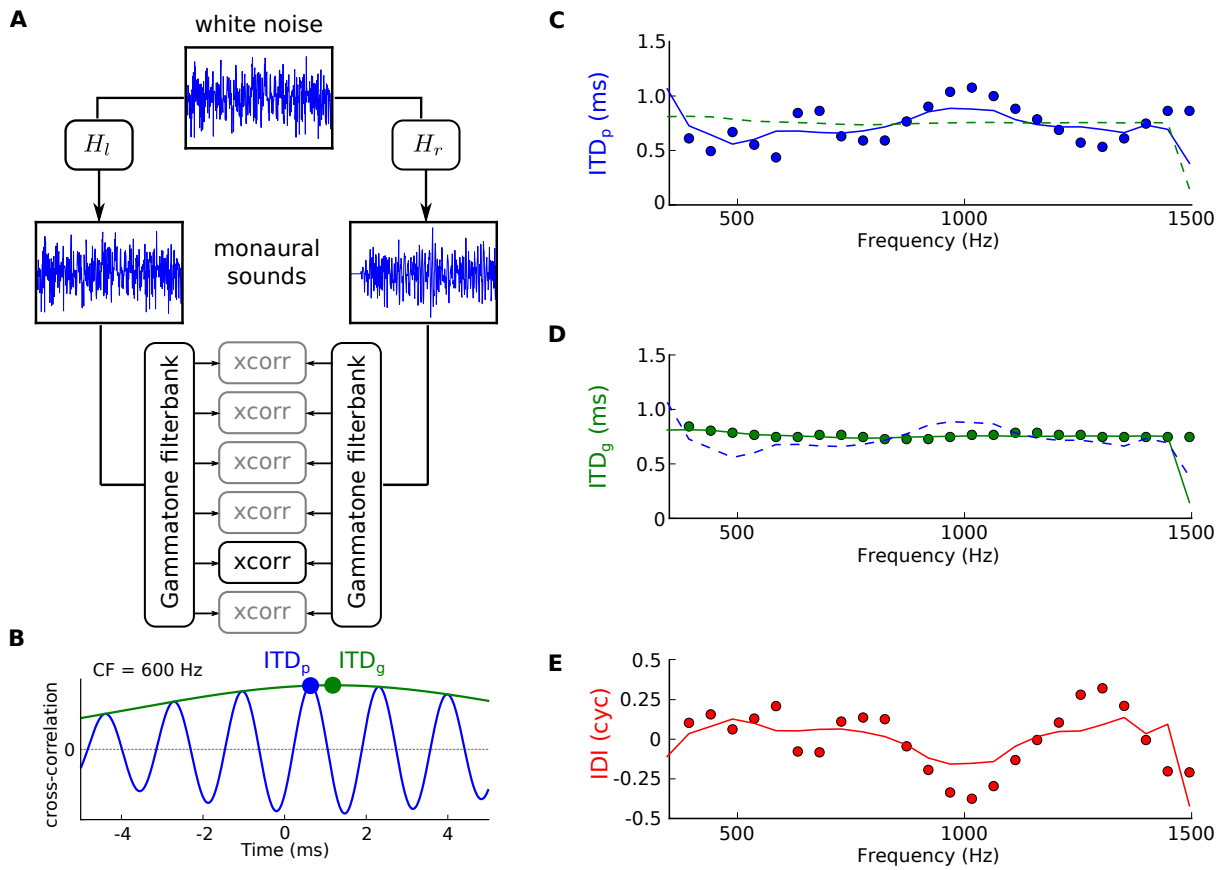 A
white noise
H_l
H_r
monaural
sounds
Gammatone filterbank
xcorr
xcorr
xcorr
xcorr
xcorr
xcorr
Gammatone filterbank
B
CF = 600 Hz
ITD_p
ITD_g
cross-correlation
0
-4
-2
0
2
4
Time (ms)
C
ITD_p (ms)
1.5
1.0
0.5
0
500
1000
1500
Frequency (Hz)
D
ITD_g (ms)
1.5
1.0
0.5
0
500
1000
1500
Frequency (Hz)
E
IDI (cyc)
0.5
0.25
0
-0.25
-0.5
500
1000
1500
Frequency (Hz)